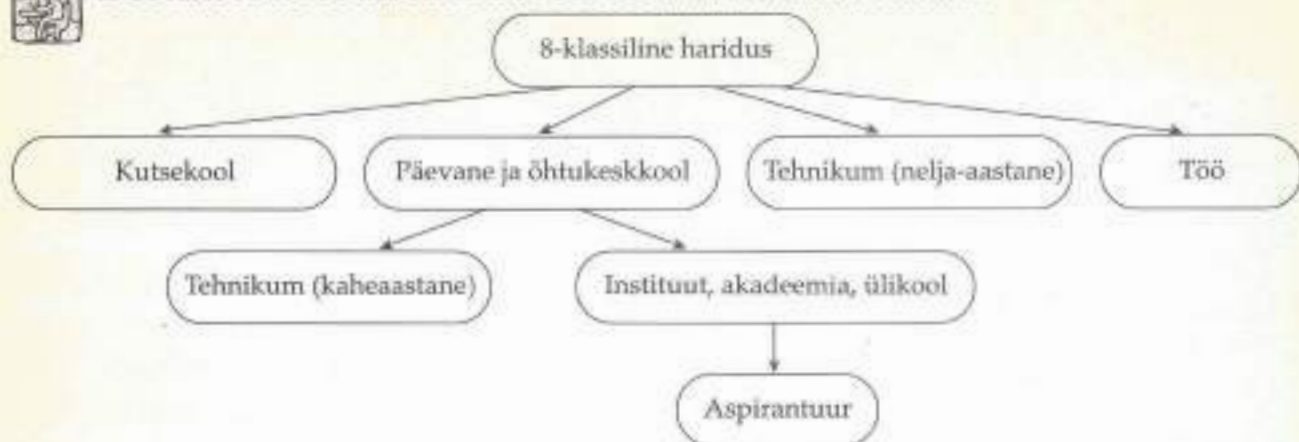 8-klassiline haridus
Kutsekool
Päevane ja õhtukeskkool
Tehnikum (nelja-aastane)
Töö
Tehnikum (kaheaastane)
Instituut, akadeemia, ülikool
Aspirantuur